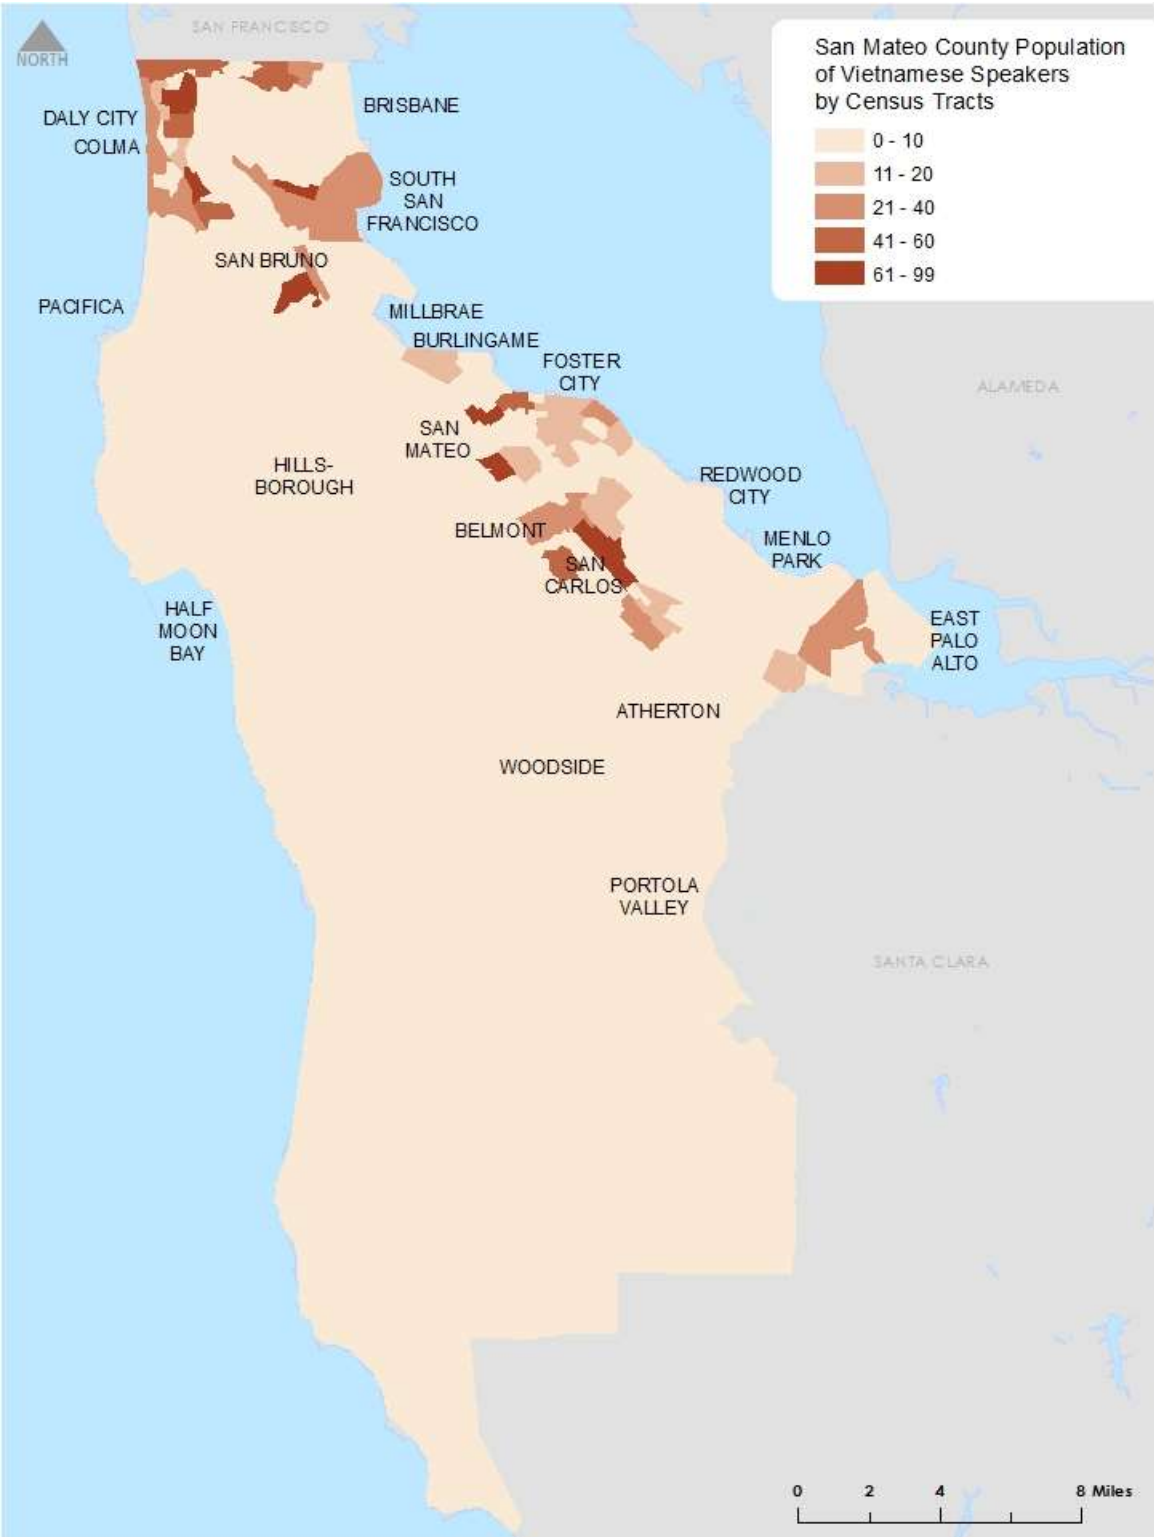 SAN FRANCISCO
NORTH
San Mateo County Population
of Vietnamese Speakers
by Census Tracts
0 - 10
11 - 20
21 - 40
41 - 60
61 - 99
BRISBANE
DALY CITY
COLMA
SOUTH
SAN
FRANCISCO
SAN BRUNO
PACIFICA
MILLBRAE
BURLINGAME
FOSTER
CITY
ALAMEDA
SAN
MATEO
HILLS-
BOROUGH
REDWOOD
CITY
BELMONT
MENLO
PARK
SAN
CARLOS
HALF
MOON
BAY
EAST
PALO
ALTO
ATHERTON
WOODSIDE
PORTOLA
VALLEY
SANTA CLARA
0 2 4 8 Miles